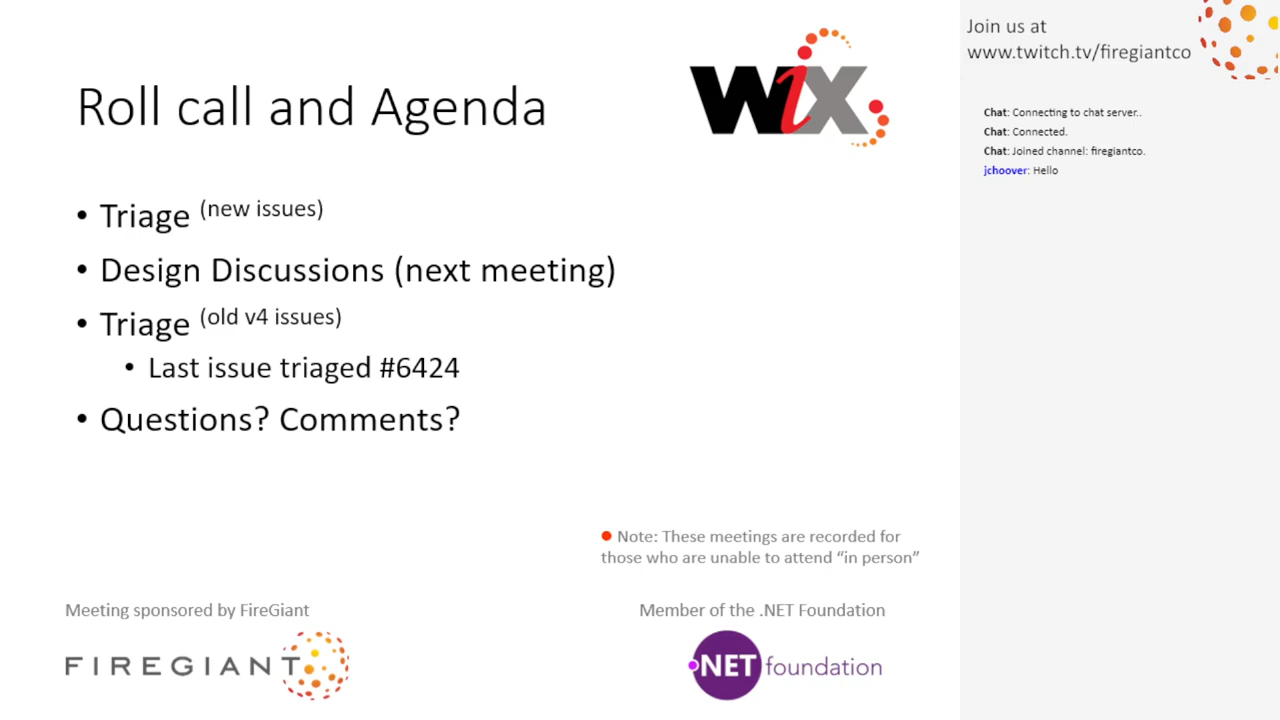 Roll call and Agenda
WiX
• Triage (new issues)
• Design Discussions (next meeting)
• Triage (old v4 issues)
• Last issue triaged #6424
• Questions? Comments?
Note: These meetings are recorded for
those who are unable to attend “in person”
Meeting sponsored by FireGiant
FIREGIANT
Member of the .NET Foundation
.NET foundation
Join us at
www.twitch.tv/firegiantco
Chat: Connecting to chat server..
Chat: Connected.
Chat: Joined channel: firegiantco.
jchoover: Hello